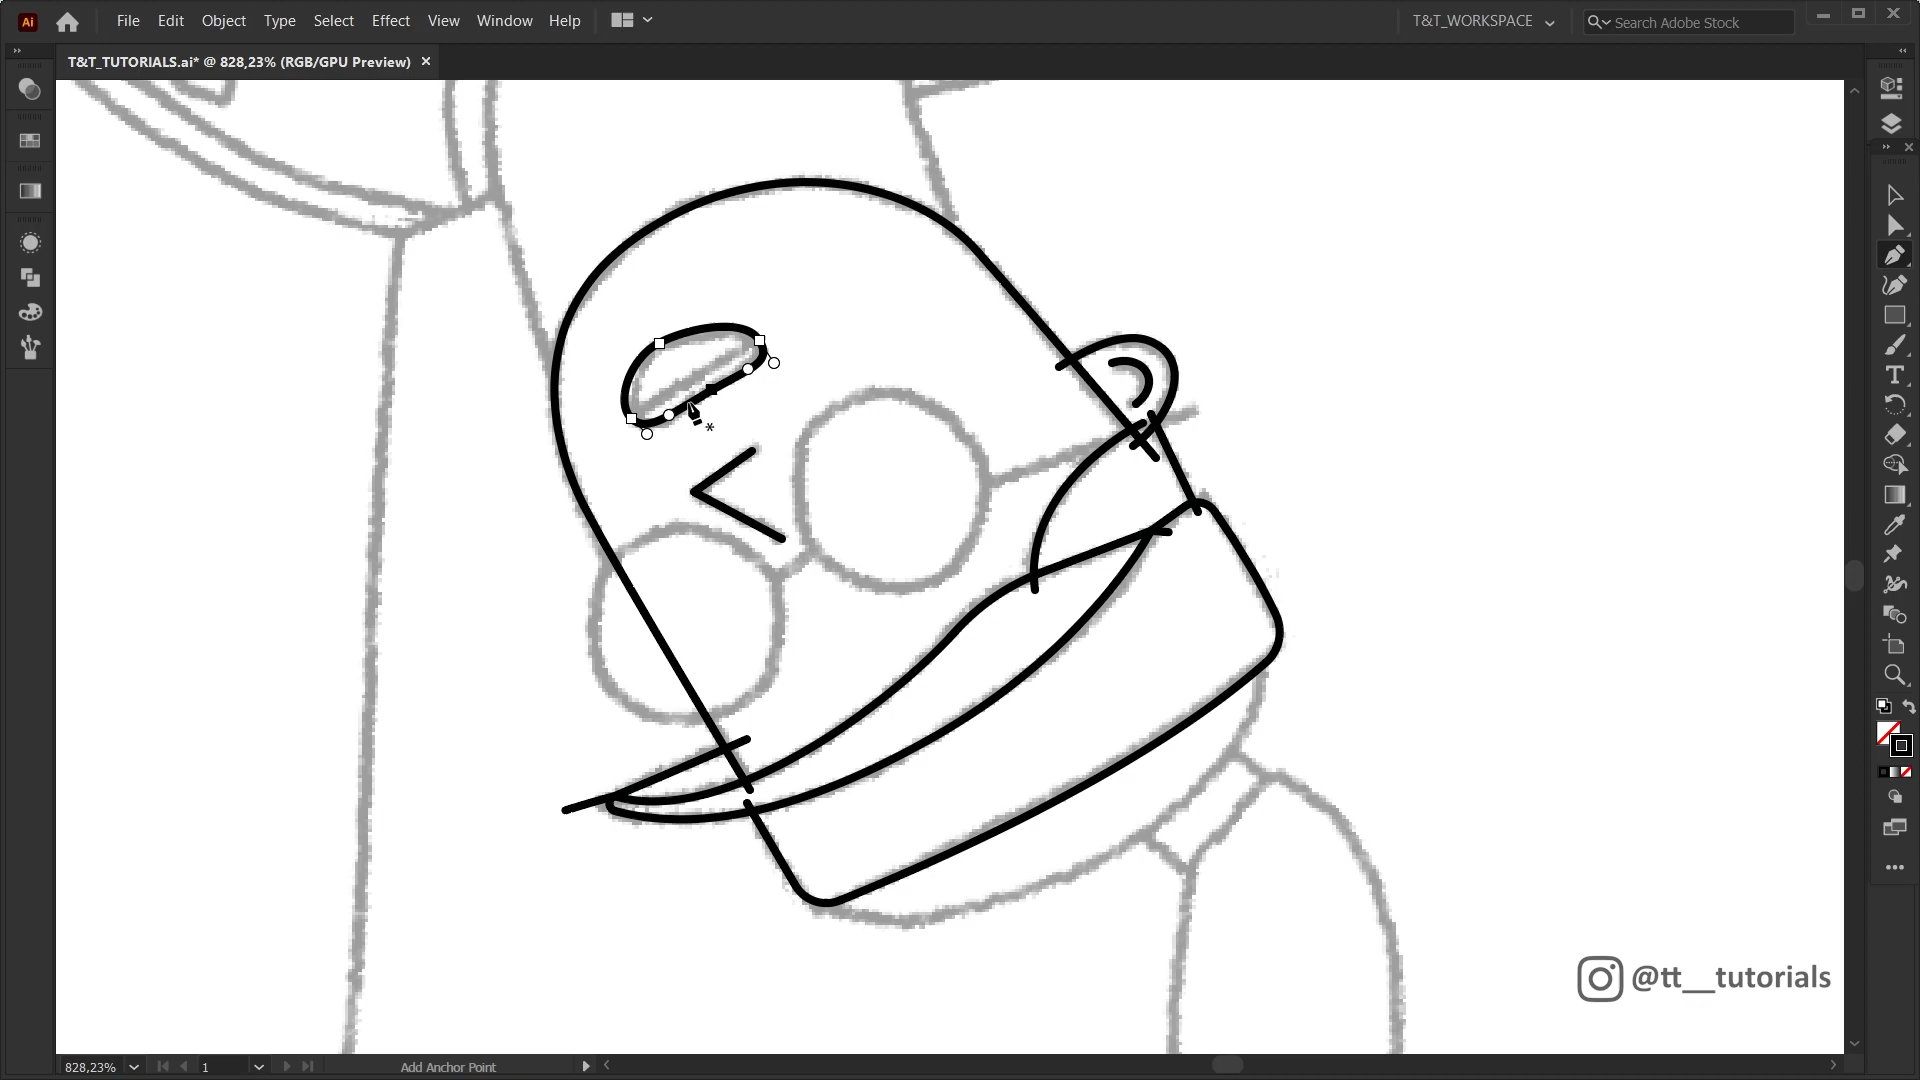 Ai File Edit Object Type Select Effect View Window Help T&T_WORKSPACE Search Adobe Stock
T&T_TUTORIALS.ai* @ 828,23% (RGB/GPU Preview) ×
@tt__tutorials
828,23% 1 Add Anchor Point